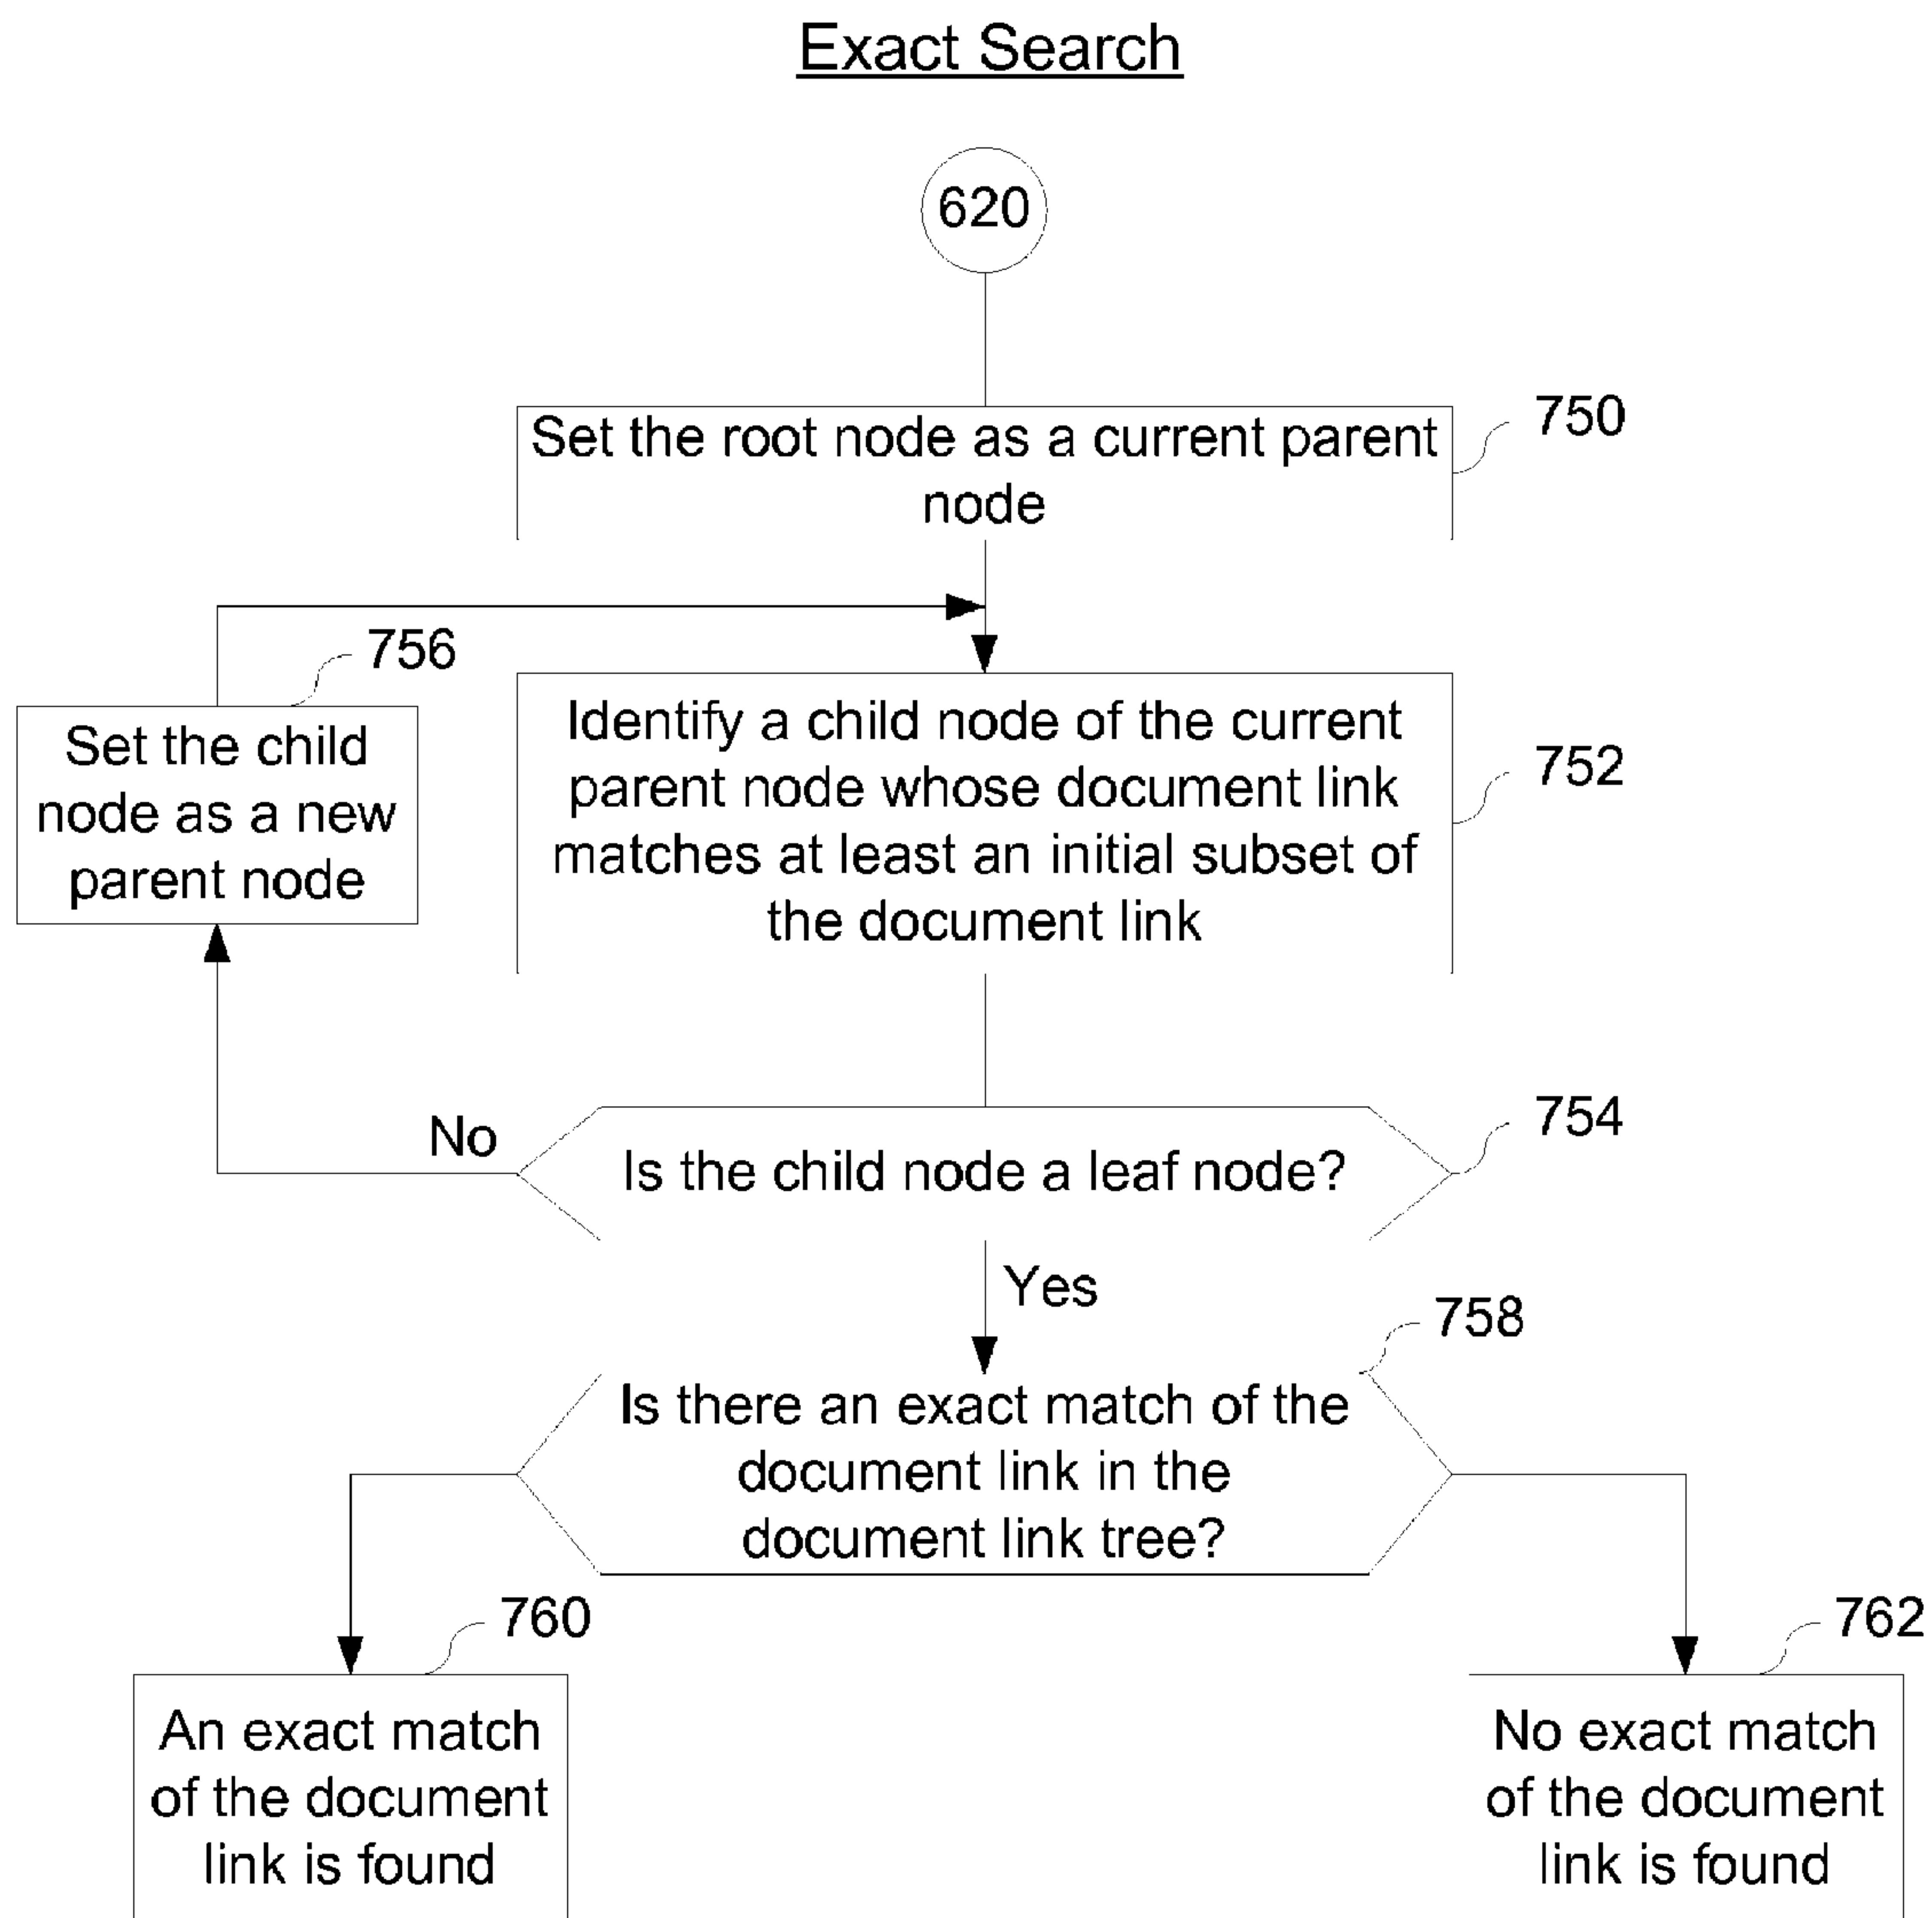 Exact Search
620
Set the root node as a current parent
node
750
756
Set the child
node as a new
parent node
Identify a child node of the current
parent node whose document link
matches at least an initial subset of
the document link
752
No
Is the child node a leaf node?
754
Yes
758
Is there an exact match of the
document link in the
document link tree?
760
An exact match
of the document
link is found
762
No exact match
of the document
link is found